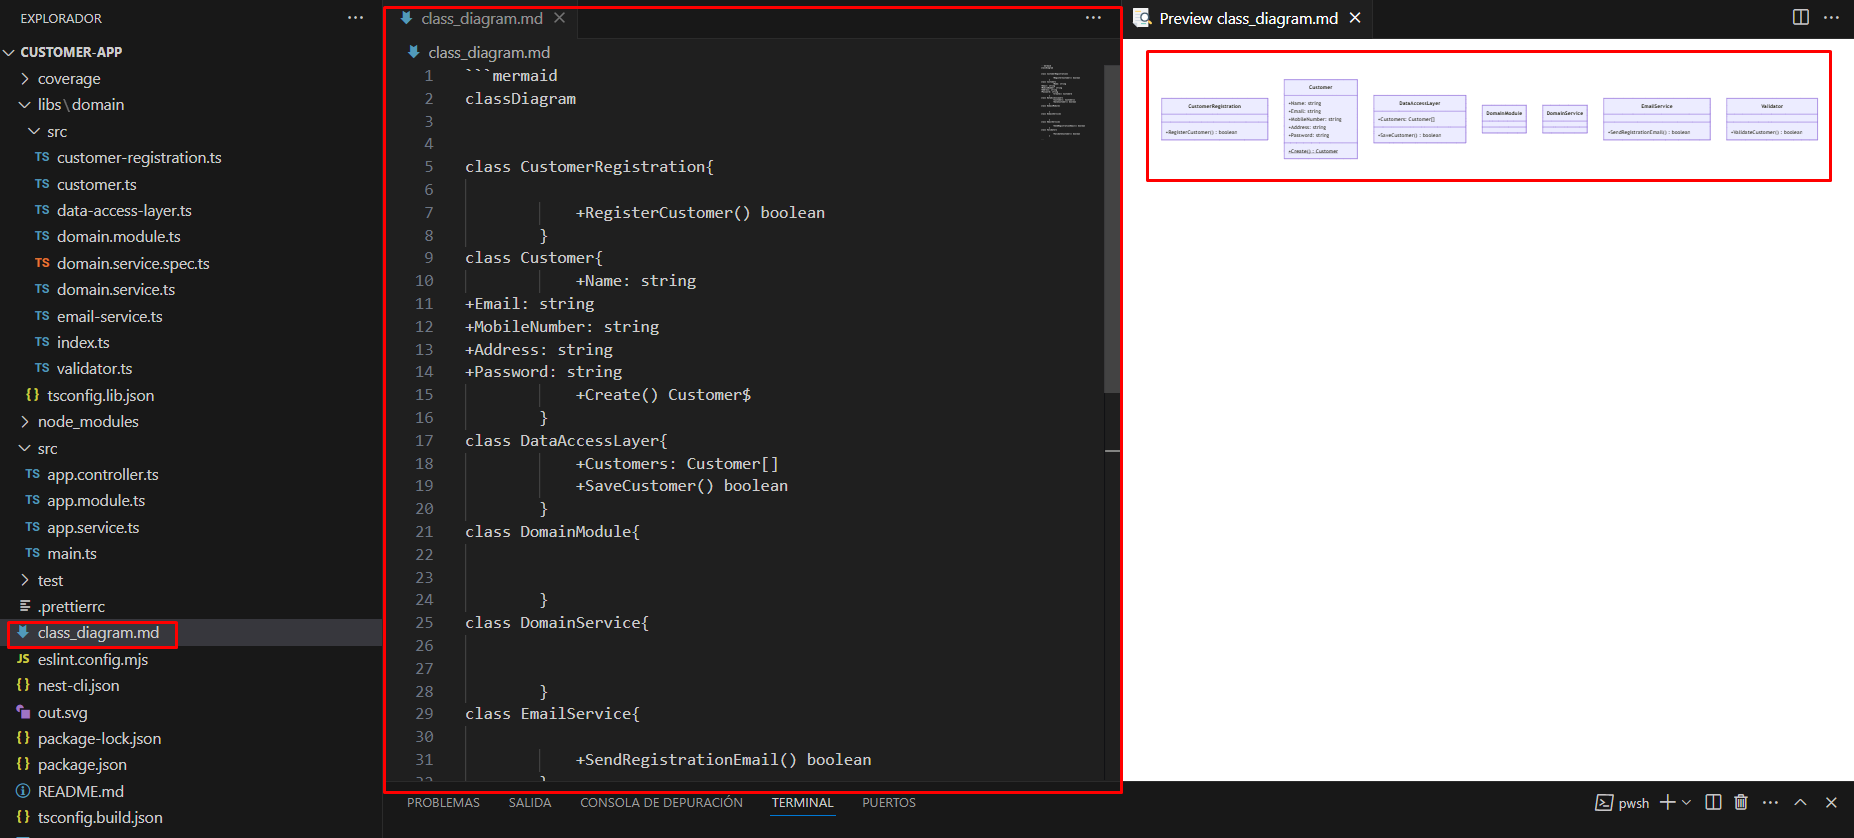 EXPLORADOR
CUSTOMER-APP
coverage
libs\domain
src
TS customer-registration.ts
TS customer.ts
TS data-access-layer.ts
TS domain.module.ts
TS domain.service.spec.ts
TS domain.service.ts
TS email-service.ts
TS index.ts
TS validator.ts
{} tsconfig.lib.json
node_modules
src
TS app.controller.ts
TS app.module.ts
TS app.service.ts
TS main.ts
test
.prettierrc
class_diagram.md
JS eslint.config.mjs
{} nest-cli.json
out.svg
{} package-lock.json
{} package.json
README.md
{} tsconfig.build.json
class_diagram.md
class_diagram.md
1 ```mermaid
2 classDiagram
3
4
5 class CustomerRegistration{
6
7 +RegisterCustomer() boolean
8 }
9 class Customer{
10 +Name: string
11 +Email: string
12 +MobileNumber: string
13 +Address: string
14 +Password: string
15 +Create() Customer$
16 }
17 class DataAccessLayer{
18 +Customers: Customer[]
19 +SaveCustomer() boolean
20 }
21 class DomainModule{
22
23
24 }
25 class DomainService{
26
27
28 }
29 class EmailService{
30
31 +SendRegistrationEmail() boolean
32 }
Preview class_diagram.md
CustomerRegistration
+RegisterCustomer() : boolean
Customer
+Name: string
+Email: string
+MobileNumber: string
+Address: string
+Password: string
+Create() : Customer
DataAccessLayer
+Customers: Customer[]
+SaveCustomer() : boolean
DomainModule
DomainService
EmailService
+SendRegistrationEmail() : boolean
Validator
+ValidateCustomer() : boolean
PROBLEMAS
SALIDA
CONSOLA DE DEPURACIÓN
TERMINAL
PUERTOS
pwsh